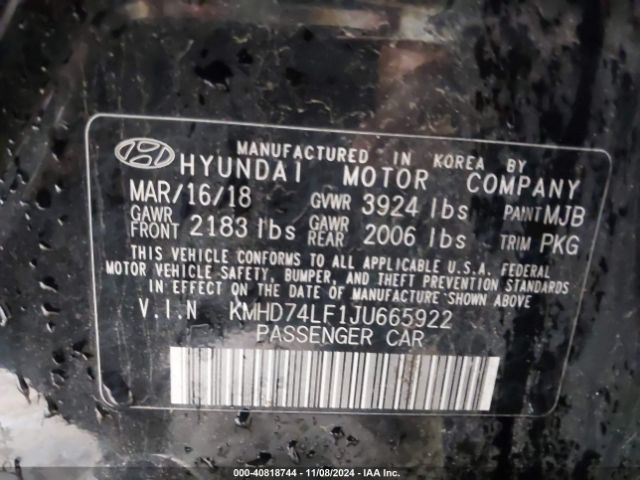 MANUFACTURED IN KOREA BY
HYUNDAI MOTOR COMPANY
MAR/16/18 GVWR 3924 lbs PAINT MJB
GAWR FRONT 2183 lbs GAWR REAR 2006 lbs TRIM PKG
THIS VEHICLE CONFORMS TO ALL APPLICABLE U.S.A. FEDERAL
MOTOR VEHICLE SAFETY, BUMPER, AND THEFT PREVENTION STANDARDS
IN EFFECT ON THE DATE OF MANUFACTURE SHOWN ABOVE
V.I.N KMHD74LF1JU665922
PASSENGER CAR
000-40818744 - 11/08/2024 - IAA Inc.